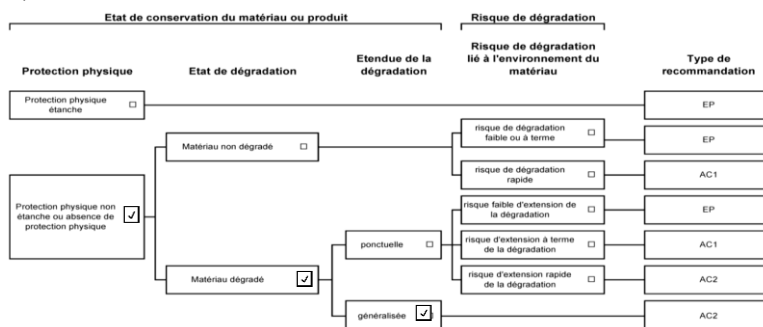 Etat de conservation du matériau ou produit
Risque de dégradation
Protection physique
Etat de dégradation
Etendue de la
dégradation
Risque de dégradation
lié à l'environnement du
matériau
Type de
recommandation
Protection physique
étanche
EP
Matériau non dégradé
risque de dégradation
faible ou à terme
EP
risque de dégradation
rapide
AC1
Protection physique non
étanche ou absence de
protection physique
risque faible d'extension de
la dégradation
EP
ponctuelle
risque d'extension à terme
de la dégradation
AC1
Matériau dégradé
risque d'extension rapide
de la dégradation
AC2
généralisée
AC2